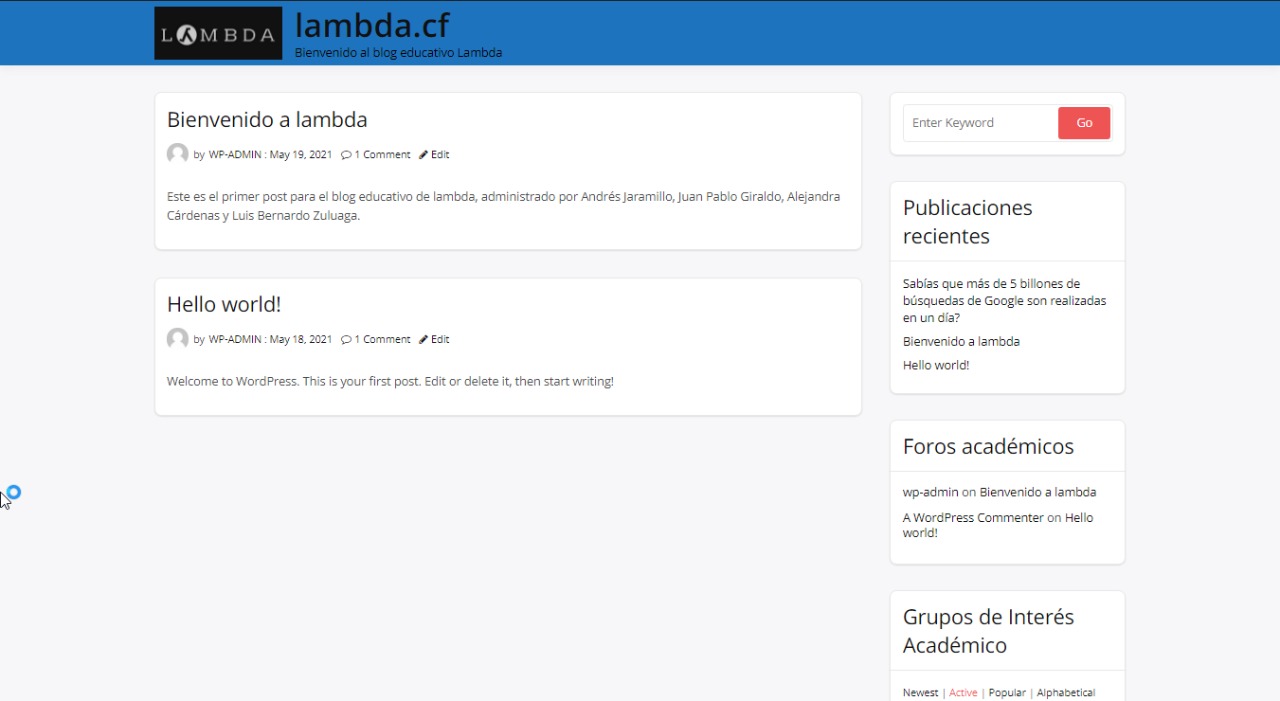 LAMBDA
lambda.cf
Bienvenido al blog educativo Lambda
Bienvenido a lambda
by WP-ADMIN : May 19, 2021 1 Comment Edit
Este es el primer post para el blog educativo de lambda, administrado por Andrés Jaramillo, Juan Pablo Giraldo, Alejandra
Cárdenas y Luis Bernardo Zuluaga.
Hello world!
by WP-ADMIN : May 18, 2021 1 Comment Edit
Welcome to WordPress. This is your first post. Edit or delete it, then start writing!
Enter Keyword Go
Publicaciones
recientes
Sabías que más de 5 billones de
búsquedas de Google son realizadas
en un día?
Bienvenido a lambda
Hello world!
Foros académicos
wp-admin on Bienvenido a lambda
A WordPress Commenter on Hello
world!
Grupos de Interés
Académico
Newest | Active | Popular | Alphabetical